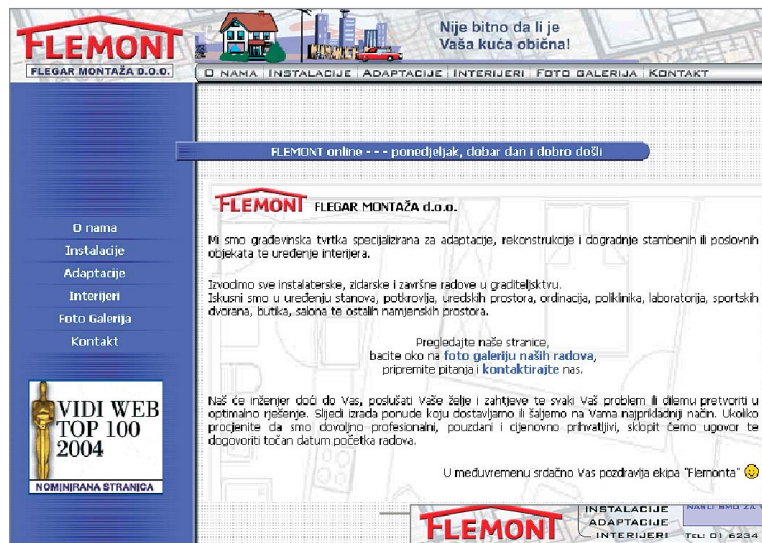 FLEMONT
FLEGAR MONTAŽA D.O.O.
Nije bitno da li je
Vaša kuća obična!
O NAMA INSTALACIJE ADAPTACIJE INTERIJERI FOTO GALERIJA KONTAKT
FLEMONT online - - - ponedjeljak, dobar dan i dobro došli
O nama
Instalacije
Adaptacije
Interijeri
Foto Galerija
Kontakt
VIDI WEB
TOP 100
2004
NOMINIRANA STRANICA
FLEMONT FLEGAR MONTAŽA d.o.o.
Mi smo građevinska tvrtka specijalizirana za adaptacije, rekonstrukcije i dogradnje stambenih ili poslovnih
objekata te uređenje interijera.
Izvodimo sve instalaterske, zidarske i završne radove u graditeljsktvu.
Iskusni smo u uređenju stanova, potkrovlja, uredskih prostora, ordinacija, poliklinika, laboratorija, sportskih
dvorana, butika, salona te ostalih namjenskih prostora.
Pregledajte naše stranice,
bacite oko na foto galeriju naših radova,
pripremite pitanja i kontaktirajte nas.
Naš će inženjer doći do Vas, poslušati Vaše želje i zahtjeve te svaki Vaš problem ili dilemu pretvoriti u
optimalno rješenje. Slijedi izrada ponude koju dostavljamo ili šaljemo na Vama najprikladniji način. Ukoliko
procjenite da smo dovoljno profesionalni, pouzdani i cijenovno prihvatljivi, sklopit ćemo ugovor te
dogovoriti točan datum početka radova.
U međuvremenu srdačno Vas pozdravlja ekipa "Flemonta"
FLEMONT
INSTALACIJE
ADAPTACIJE
INTERIJERI
NAŠLI SMO ZA
TEL: 01 6234